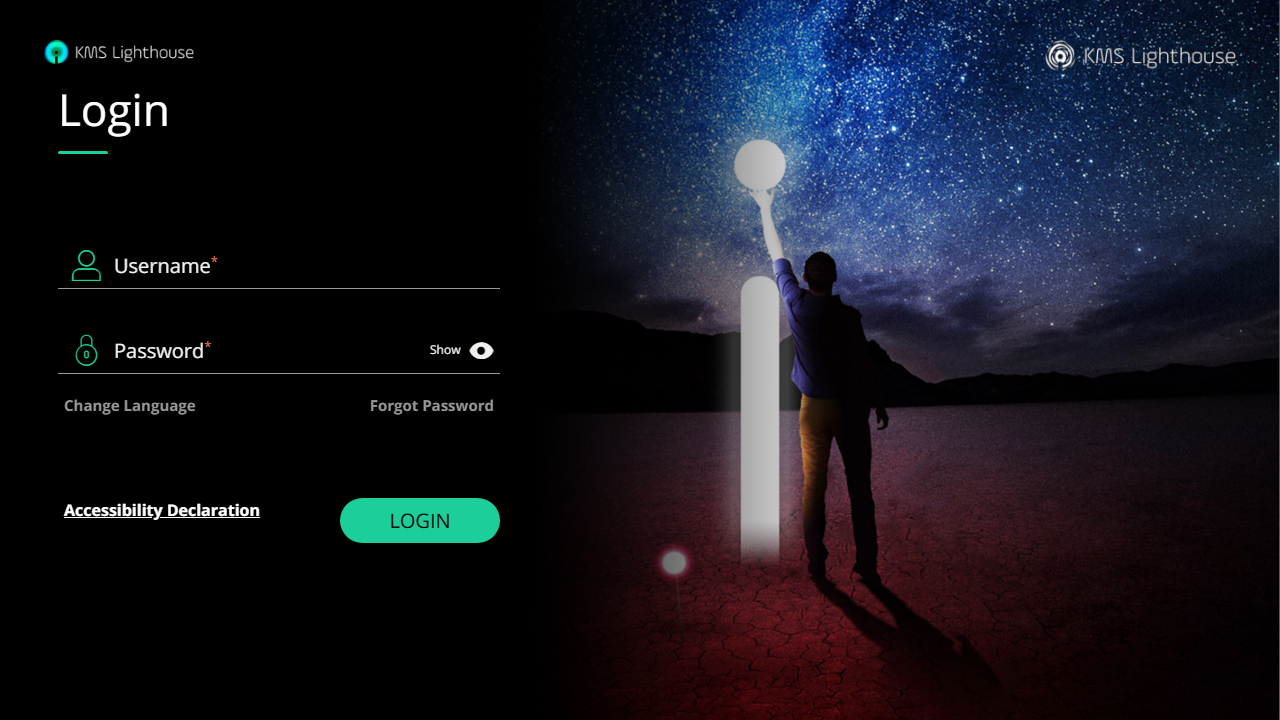 KMS Lighthouse
KMS Lighthouse
Login
Username*
Password*
Show
Change Language
Forgot Password
Accessibility Declaration
LOGIN